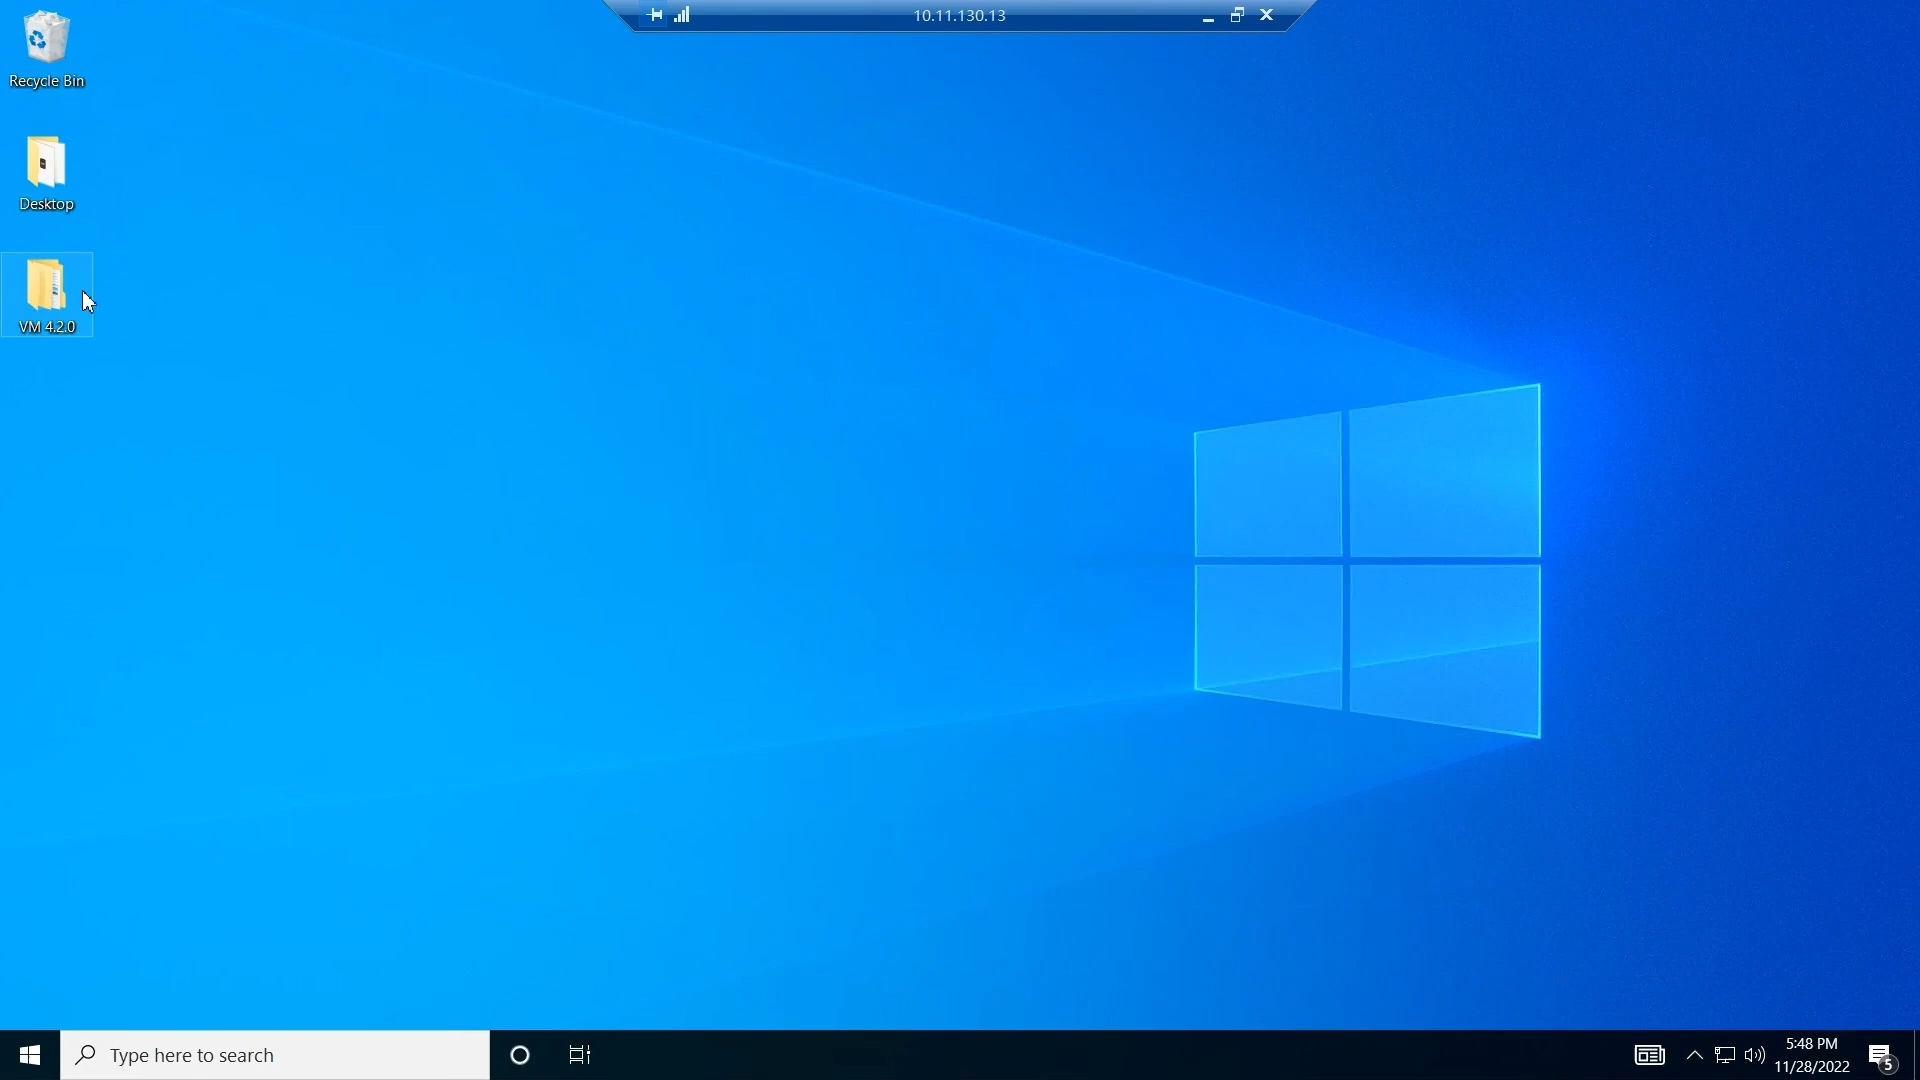 10.11.130.13
Recycle Bin
Desktop
VM 4.2.0
Type here to search
5:48 PM
11/28/2022
5